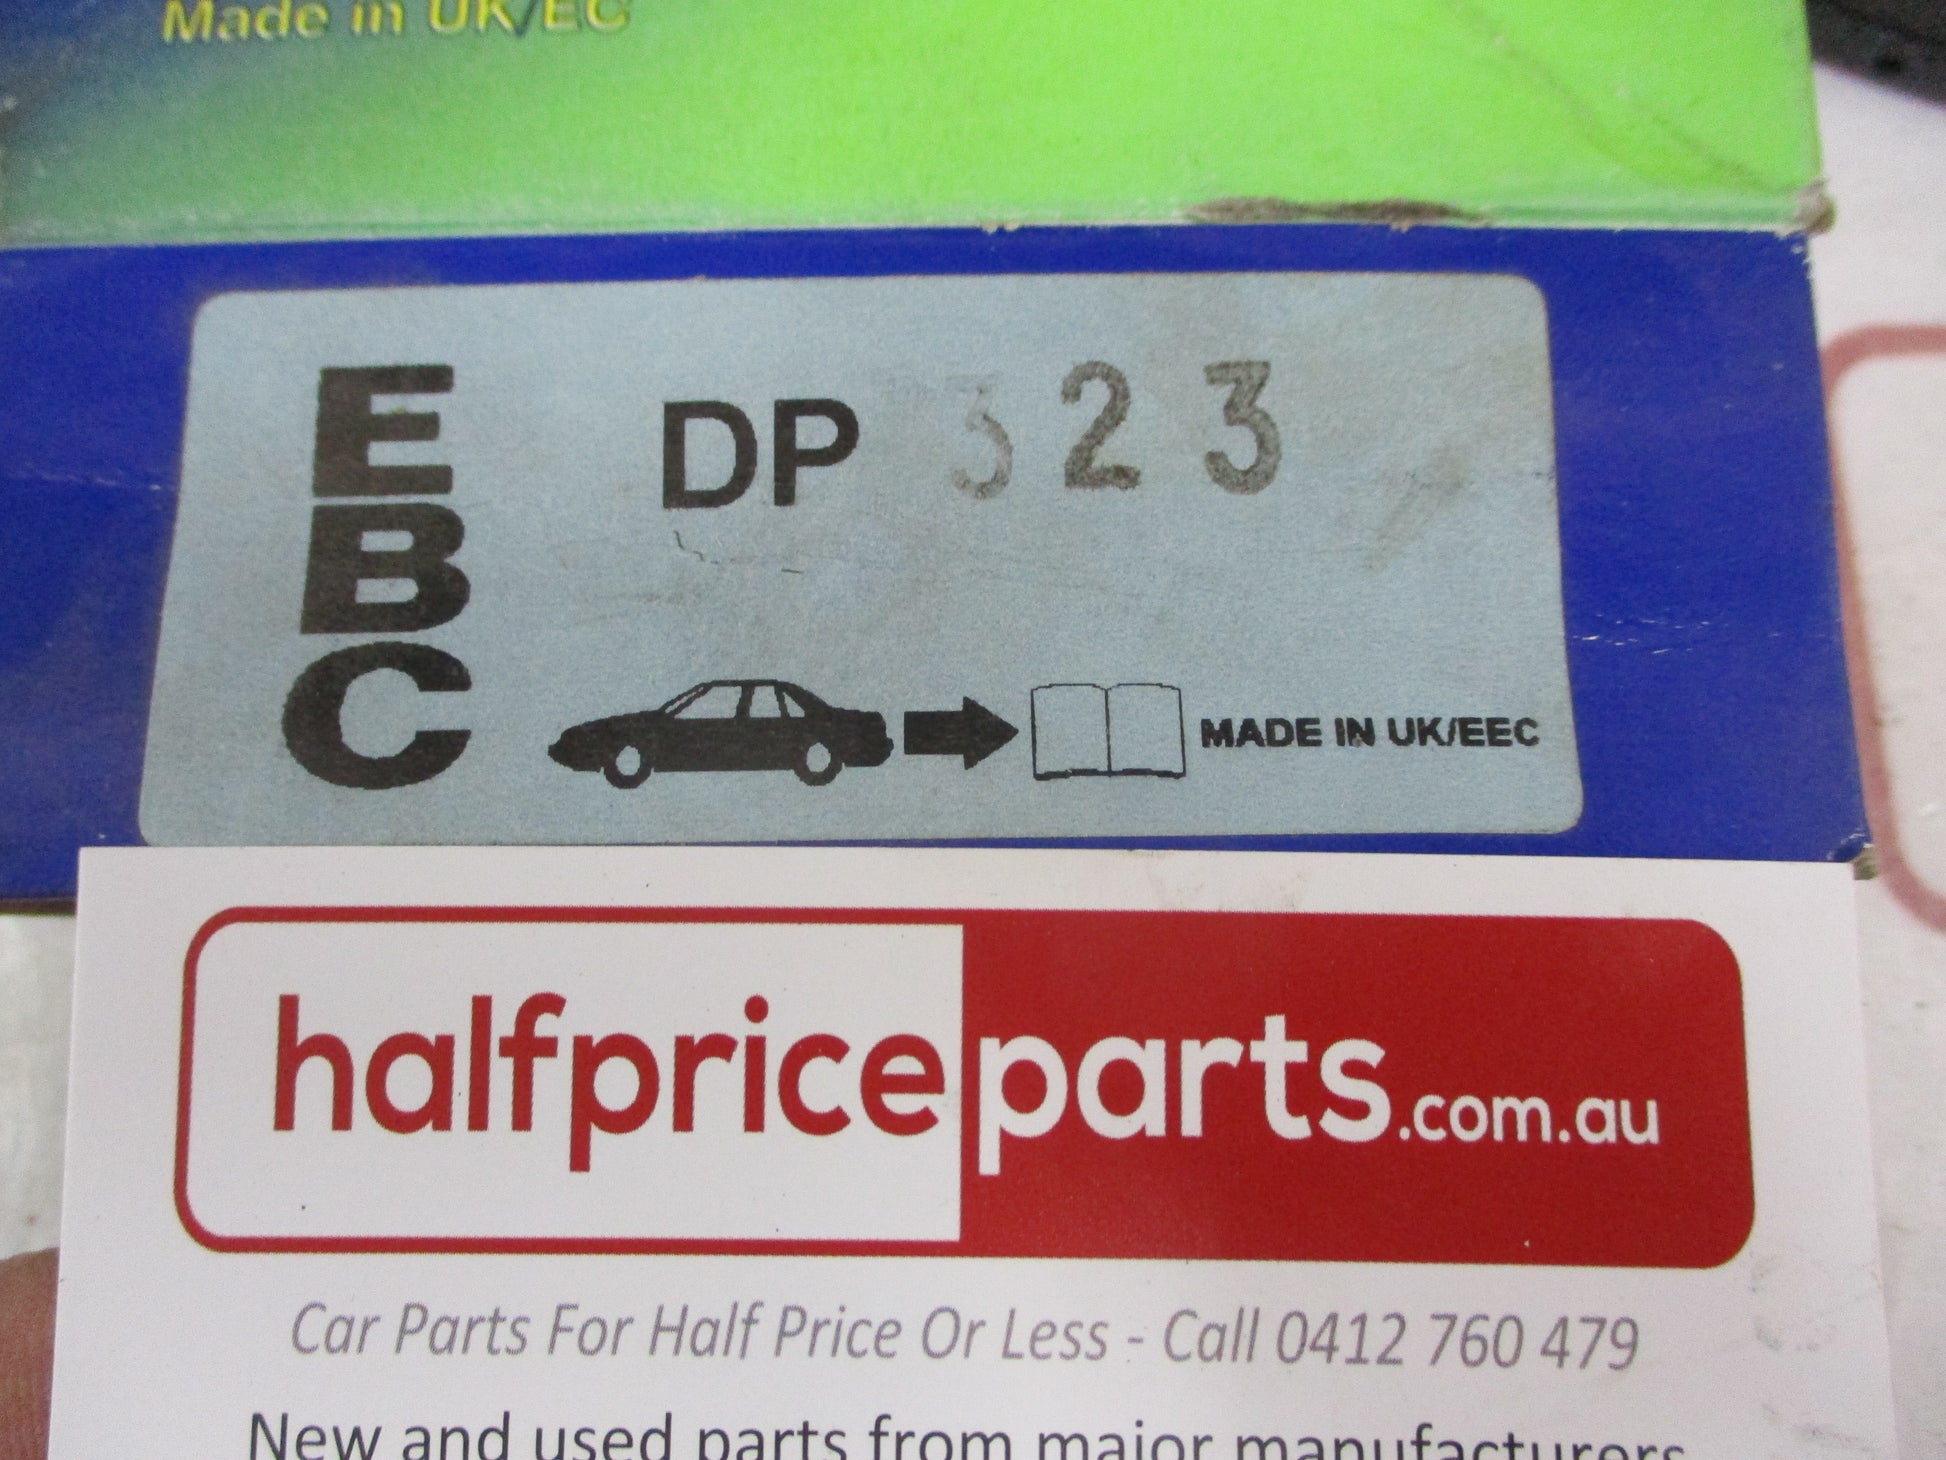 Made in UK/EC
EBC
DP 323
MADE IN UK/EEC
halfpriceparts.com.au
Car Parts For Half Price Or Less - Call 0412 760 479
New and used parts from major manufacturers